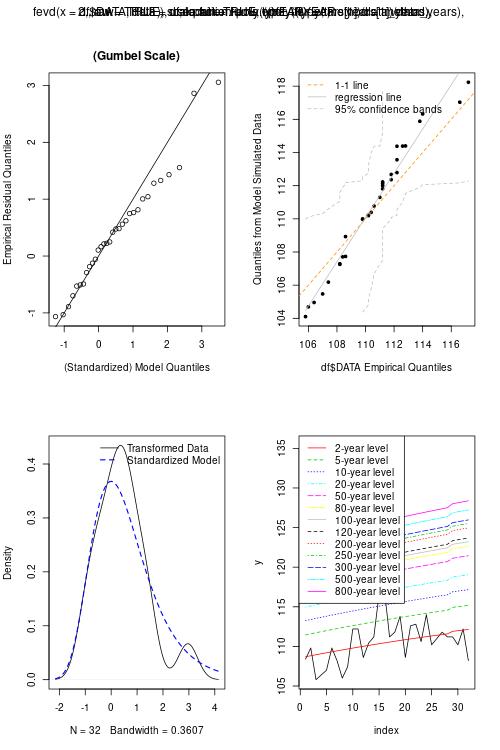 fevd(x =
years),
(Gumbel Scale)
3
2
1
0
-1
Empirical Residual Quantiles
-1 0 1 2 3
(Standardized) Model Quantiles
118
116
114
112
110
108
106
104
Quantiles from Model Simulated Data
1-1 line
regression line
95% confidence bands
106 108 110 112 114 116
df$DATA Empirical Quantiles
0.4
0.3
0.2
0.1
0.0
Density
Transformed Data
Standardized Model
-2 -1 0 1 2 3 4
N = 32 Bandwidth = 0.3607
135
130
125
120
115
110
105
y
2-year level
5-year level
10-year level
20-year level
50-year level
80-year level
100-year level
120-year level
200-year level
250-year level
300-year level
500-year level
800-year level
0 5 10 15 20 25 30
index